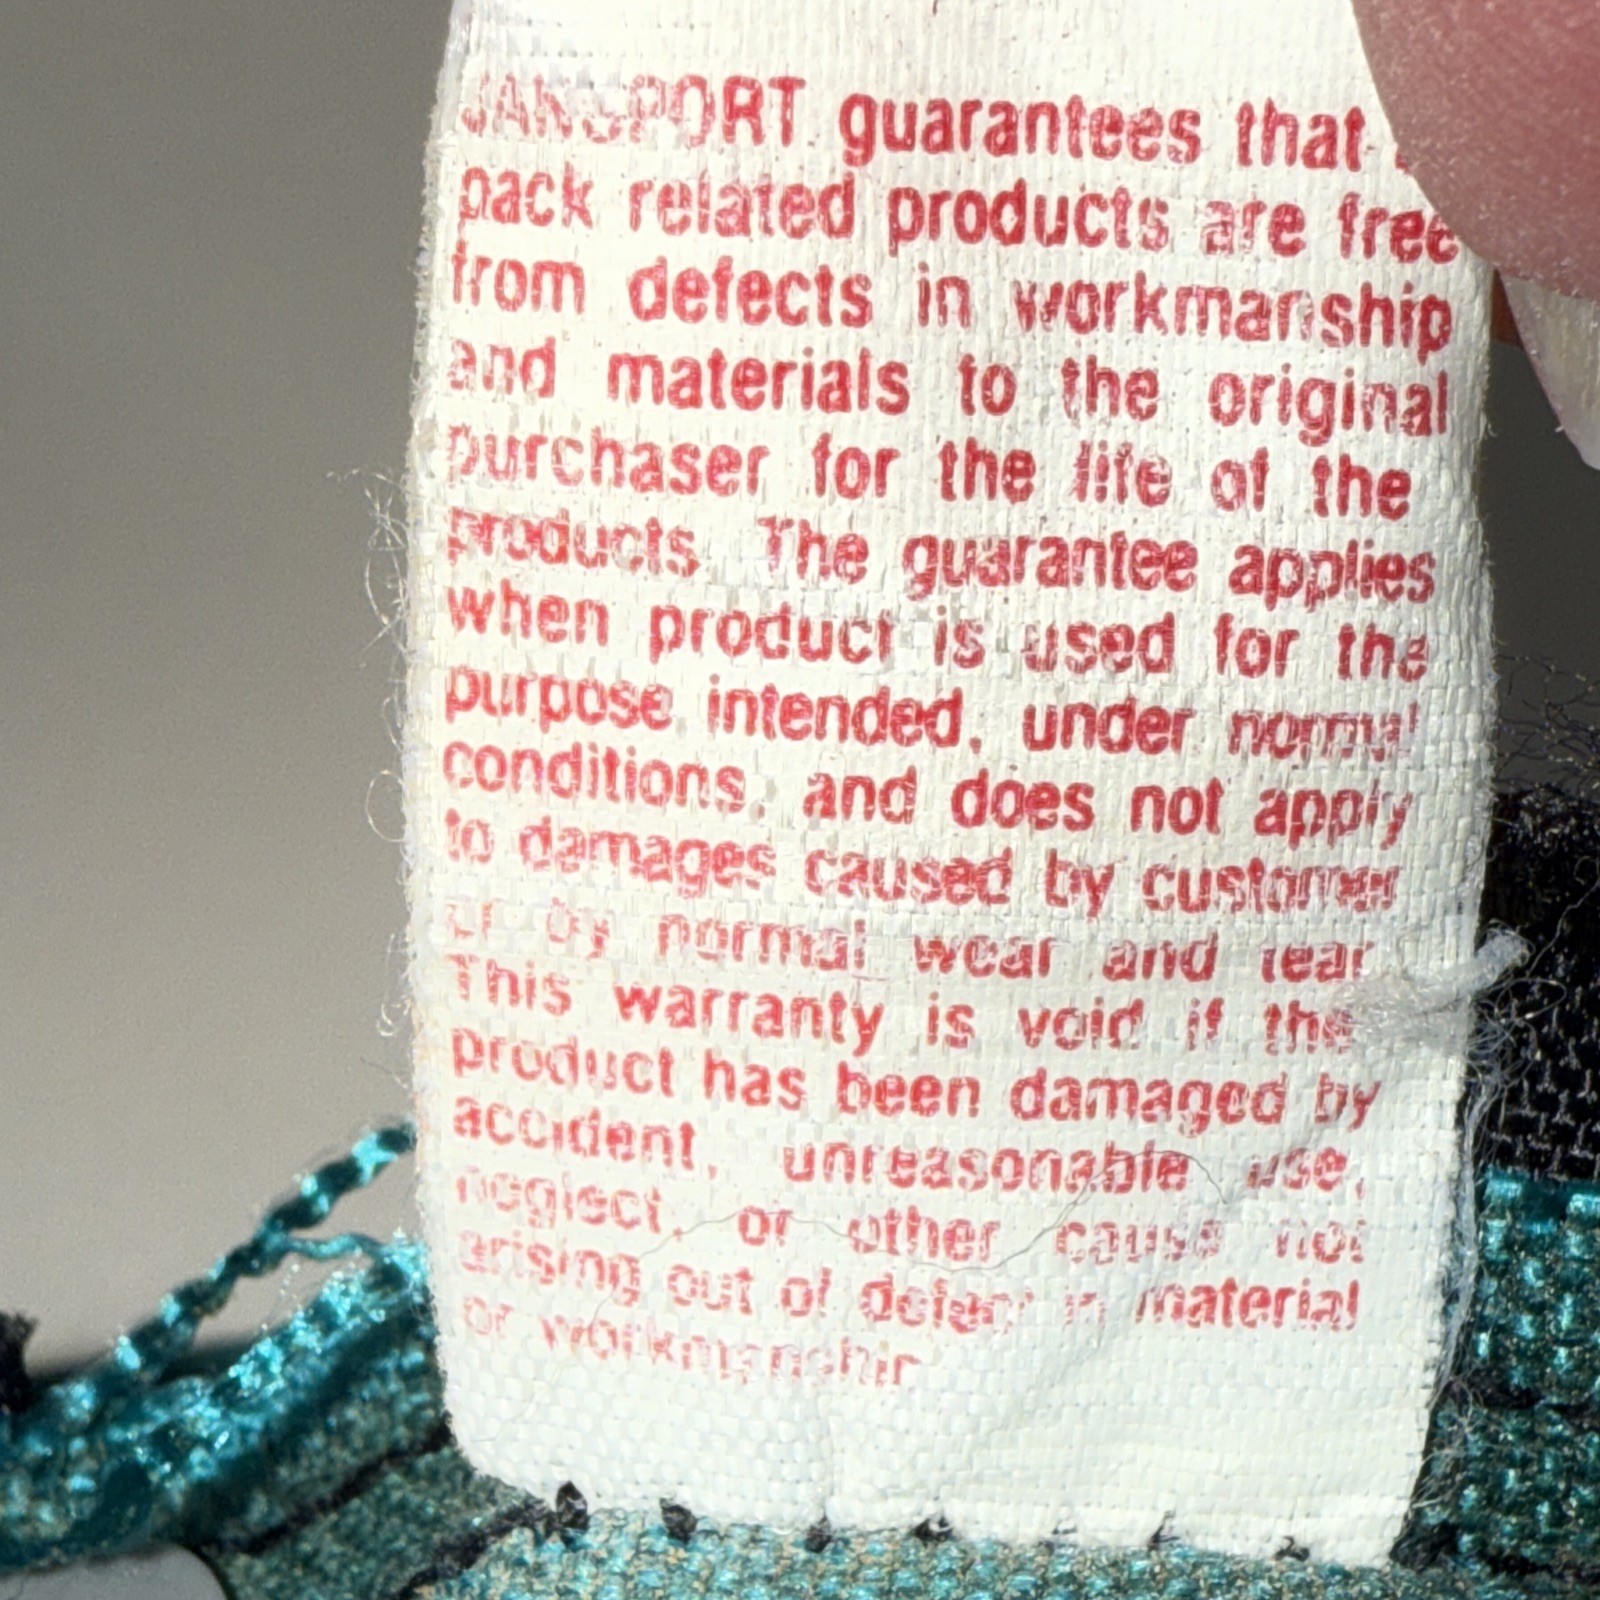 JANSPORT guarantees that
pack related products are free
from defects in workmanship
and materials to the original
purchaser for the life of the
products. The guarantee applies
when product is used for the
purpose intended, under normal
conditions, and does not apply
to damages caused by customer
or by normal wear and tear
This warranty is void if the
product has been damaged by
accident, unreasonable use,
neglect, or other cause not
arising out of defect in material
or workmanship